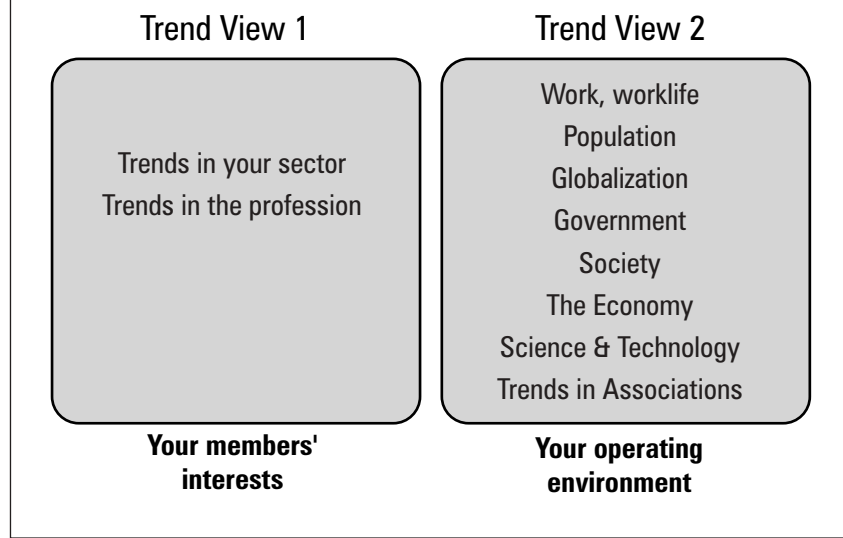 Trend View 1
Trends in your sector
Trends in the profession
Your members'
interests
Trend View 2
Work, worklife
Population
Globalization
Government
Society
The Economy
Science & Technology
Trends in Associations
Your operating
environment